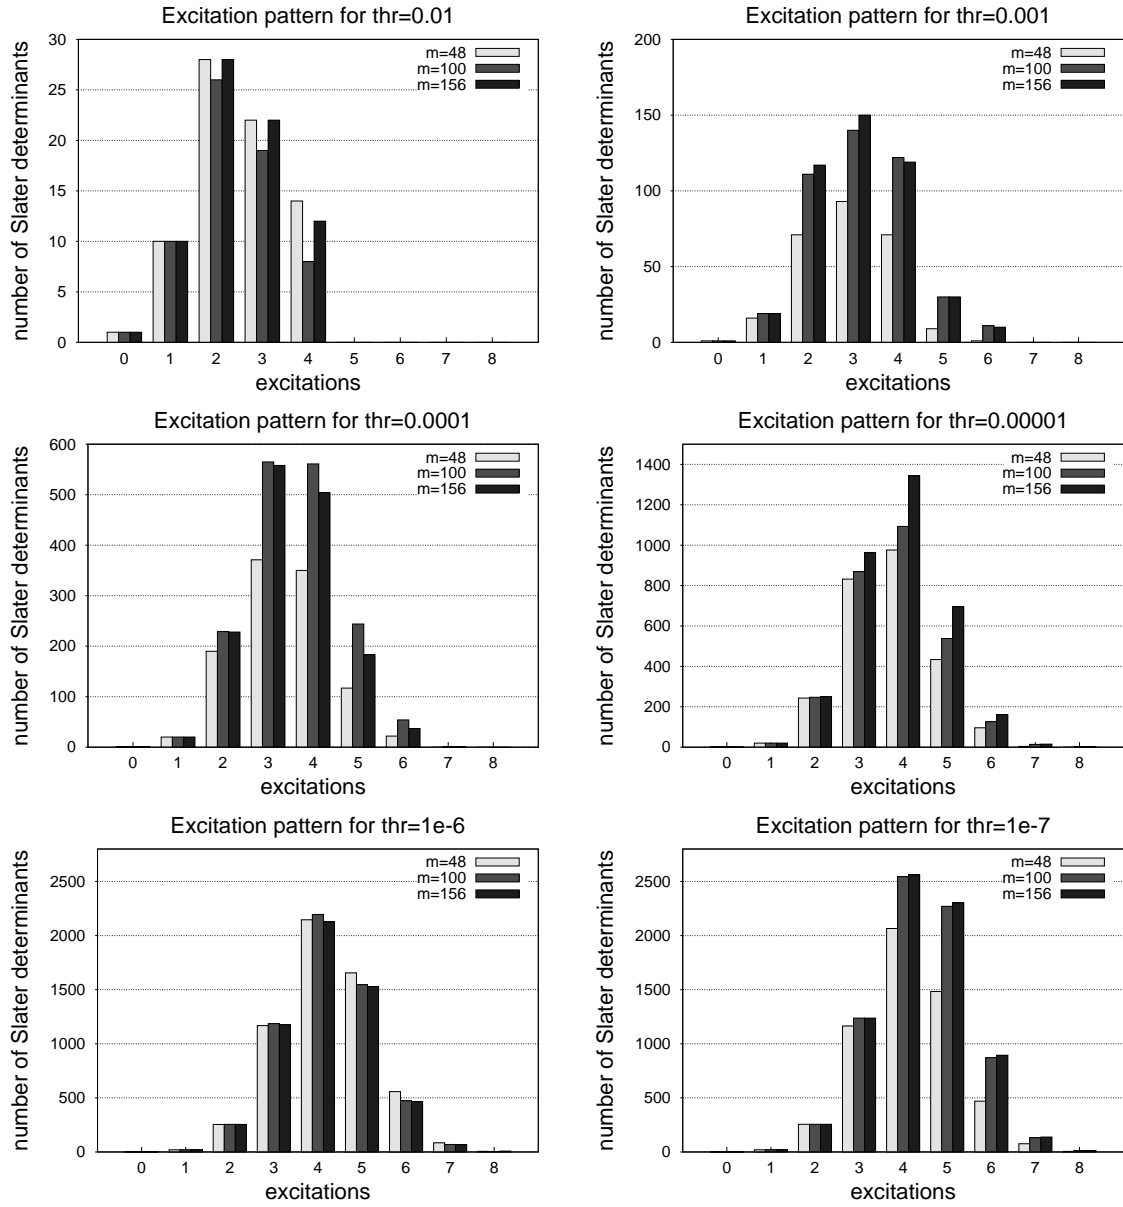 Excitation pattern for thr=0.01
number of Slater determinants
30
25
20
15
10
5
0
m=48
m=100
m=156
0 1 2 3 4 5 6 7 8
excitations
Excitation pattern for thr=0.001
number of Slater determinants
200
150
100
50
0
m=48
m=100
m=156
0 1 2 3 4 5 6 7 8
excitations
Excitation pattern for thr=0.0001
number of Slater determinants
600
500
400
300
200
100
0
m=48
m=100
m=156
0 1 2 3 4 5 6 7 8
excitations
Excitation pattern for thr=0.00001
number of Slater determinants
1400
1200
1000
800
600
400
200
0
m=48
m=100
m=156
0 1 2 3 4 5 6 7 8
excitations
Excitation pattern for thr=1e-6
number of Slater determinants
2500
2000
1500
1000
500
0
m=48
m=100
m=156
0 1 2 3 4 5 6 7 8
excitations
Excitation pattern for thr=1e-7
number of Slater determinants
2500
2000
1500
1000
500
0
m=48
m=100
m=156
0 1 2 3 4 5 6 7 8
excitations